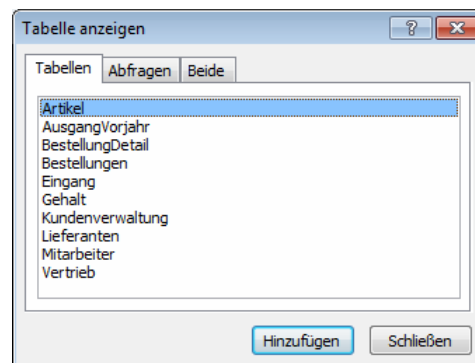 Tabelle anzeigen
Tabellen Abfragen Beide
Artikel
AusgangVorjahr
BestellungDetail
Bestellungen
Eingang
Gehalt
Kundenverwaltung
Lieferanten
Mitarbeiter
Vertrieb
Hinzufügen Schließen